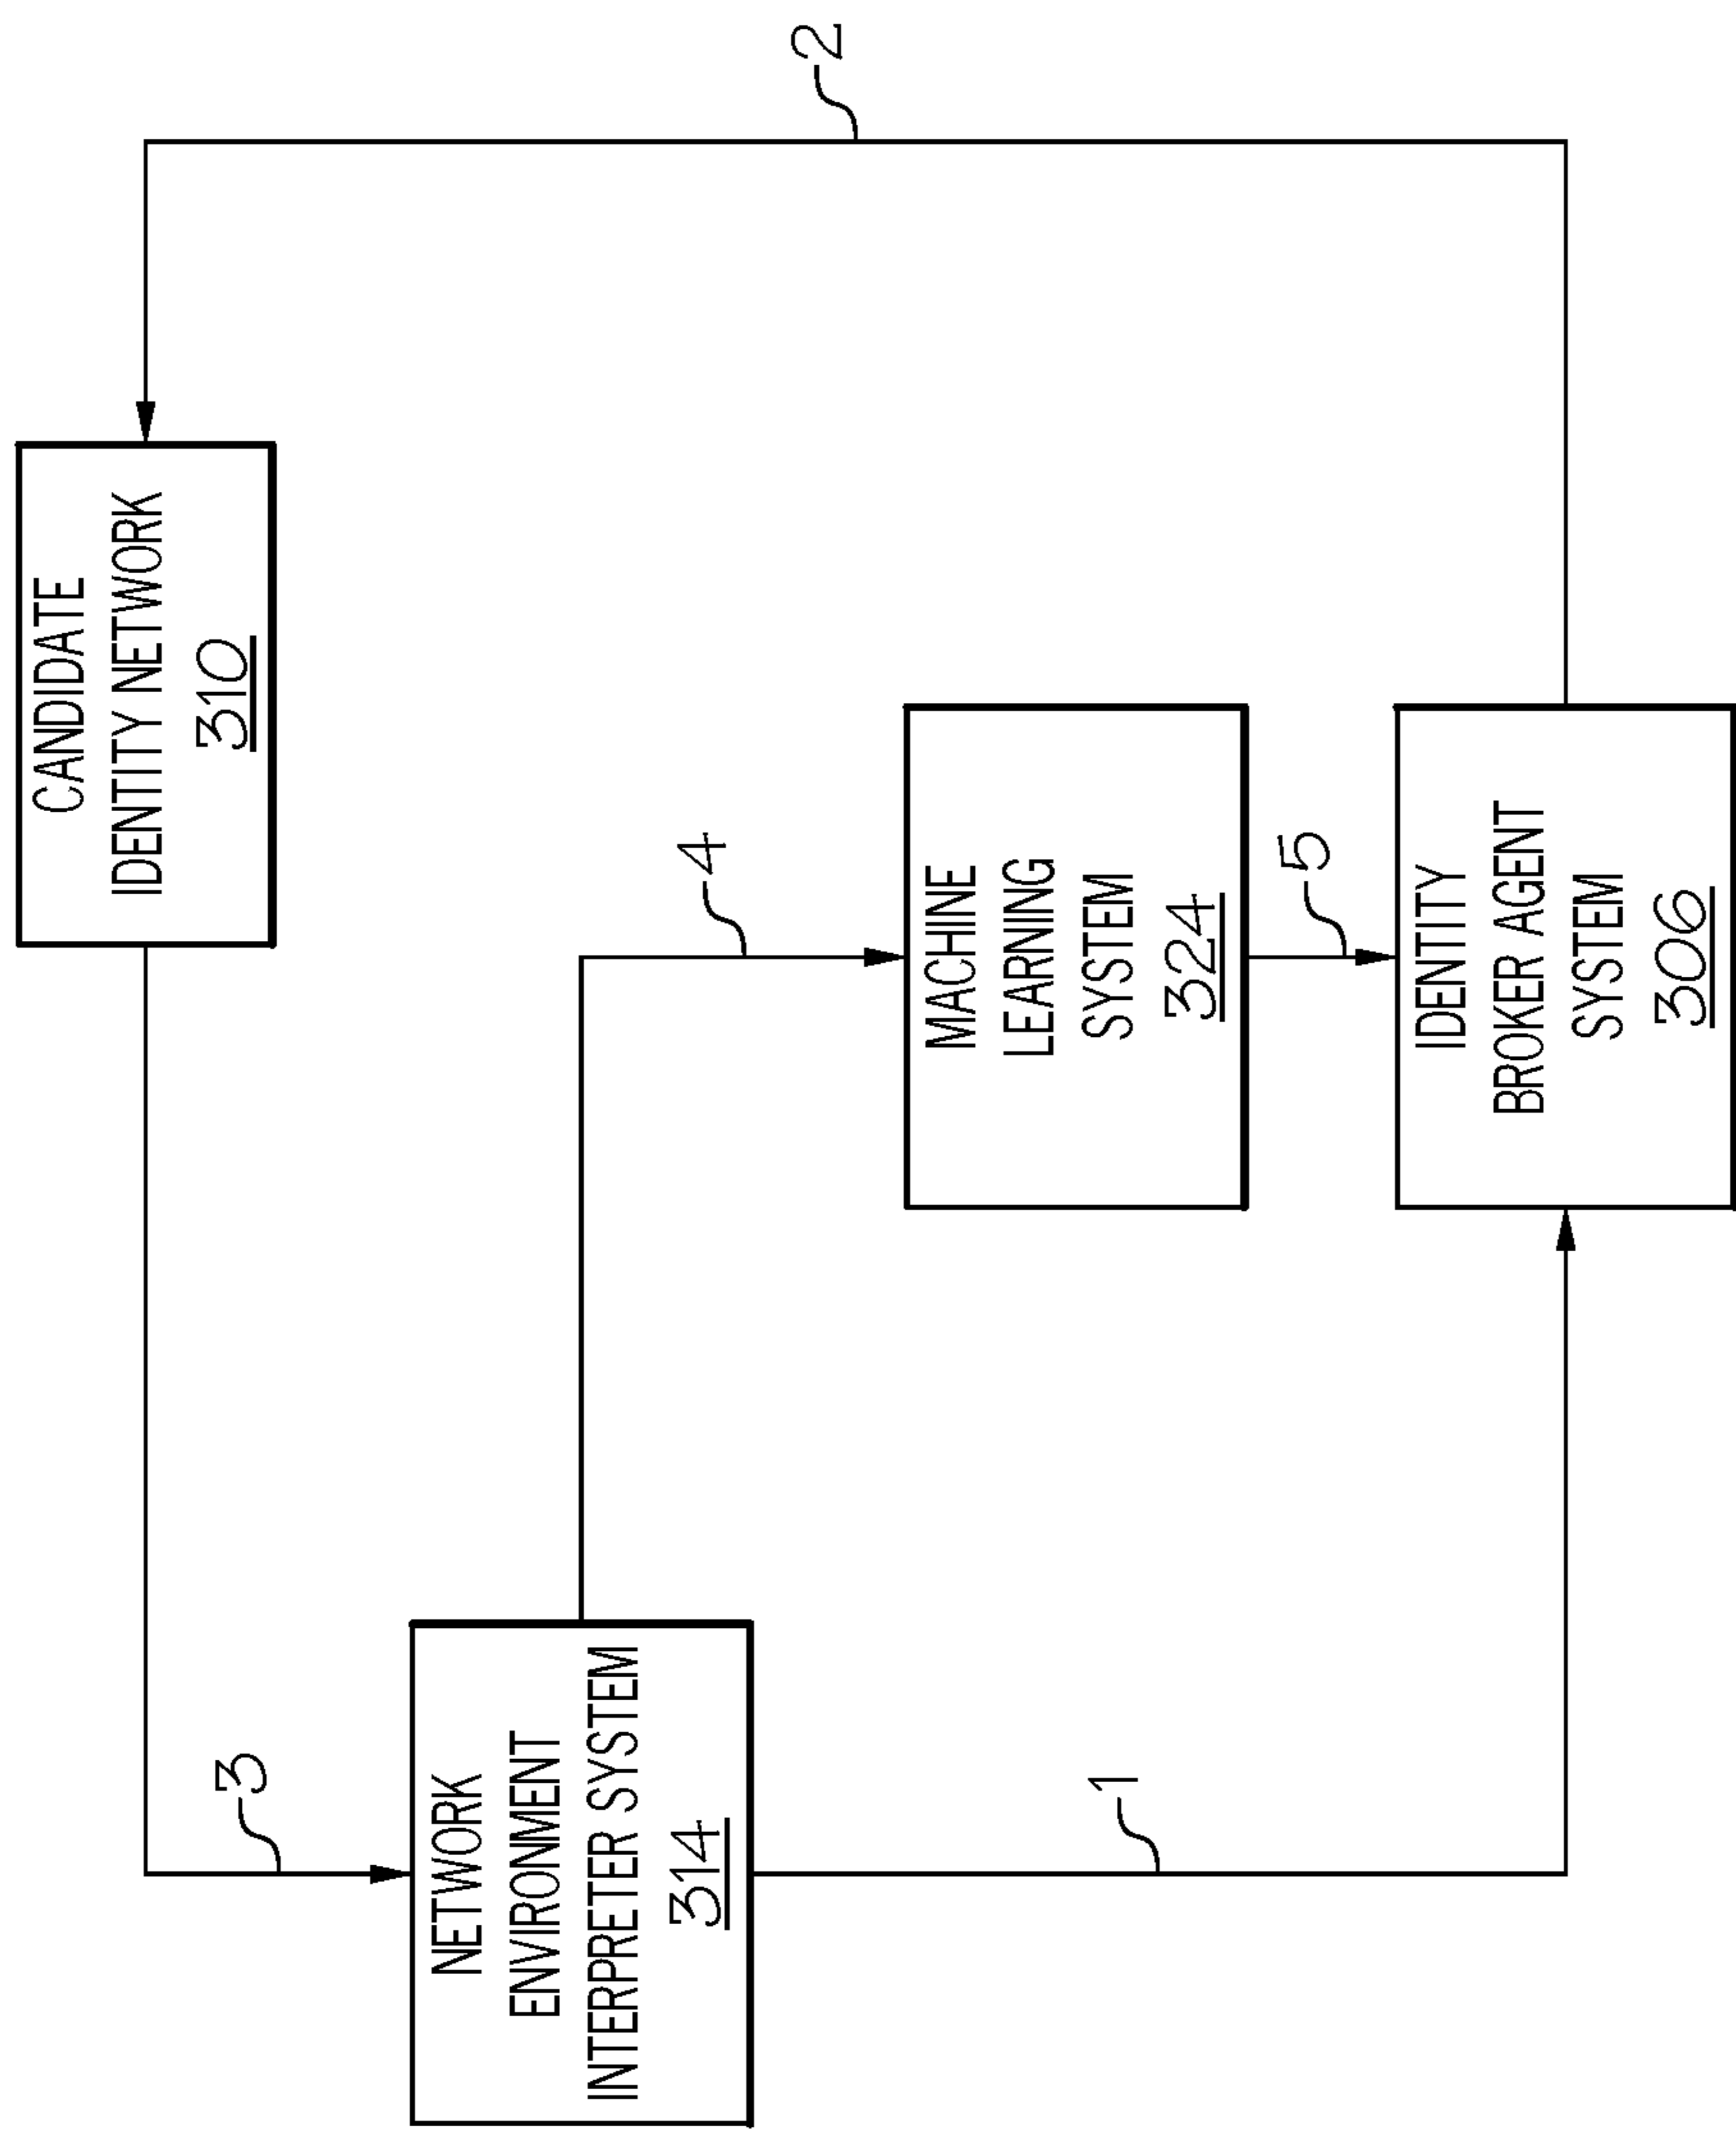 CANDIDATE
IDENTITY NETWORK
310
2
3
NETWORK
ENVIRONMENT
INTERPRETER SYSTEM
314
4
MACHINE
LEARNING
SYSTEM
324
1
5
IDENTITY
BROKER AGENT
SYSTEM
306